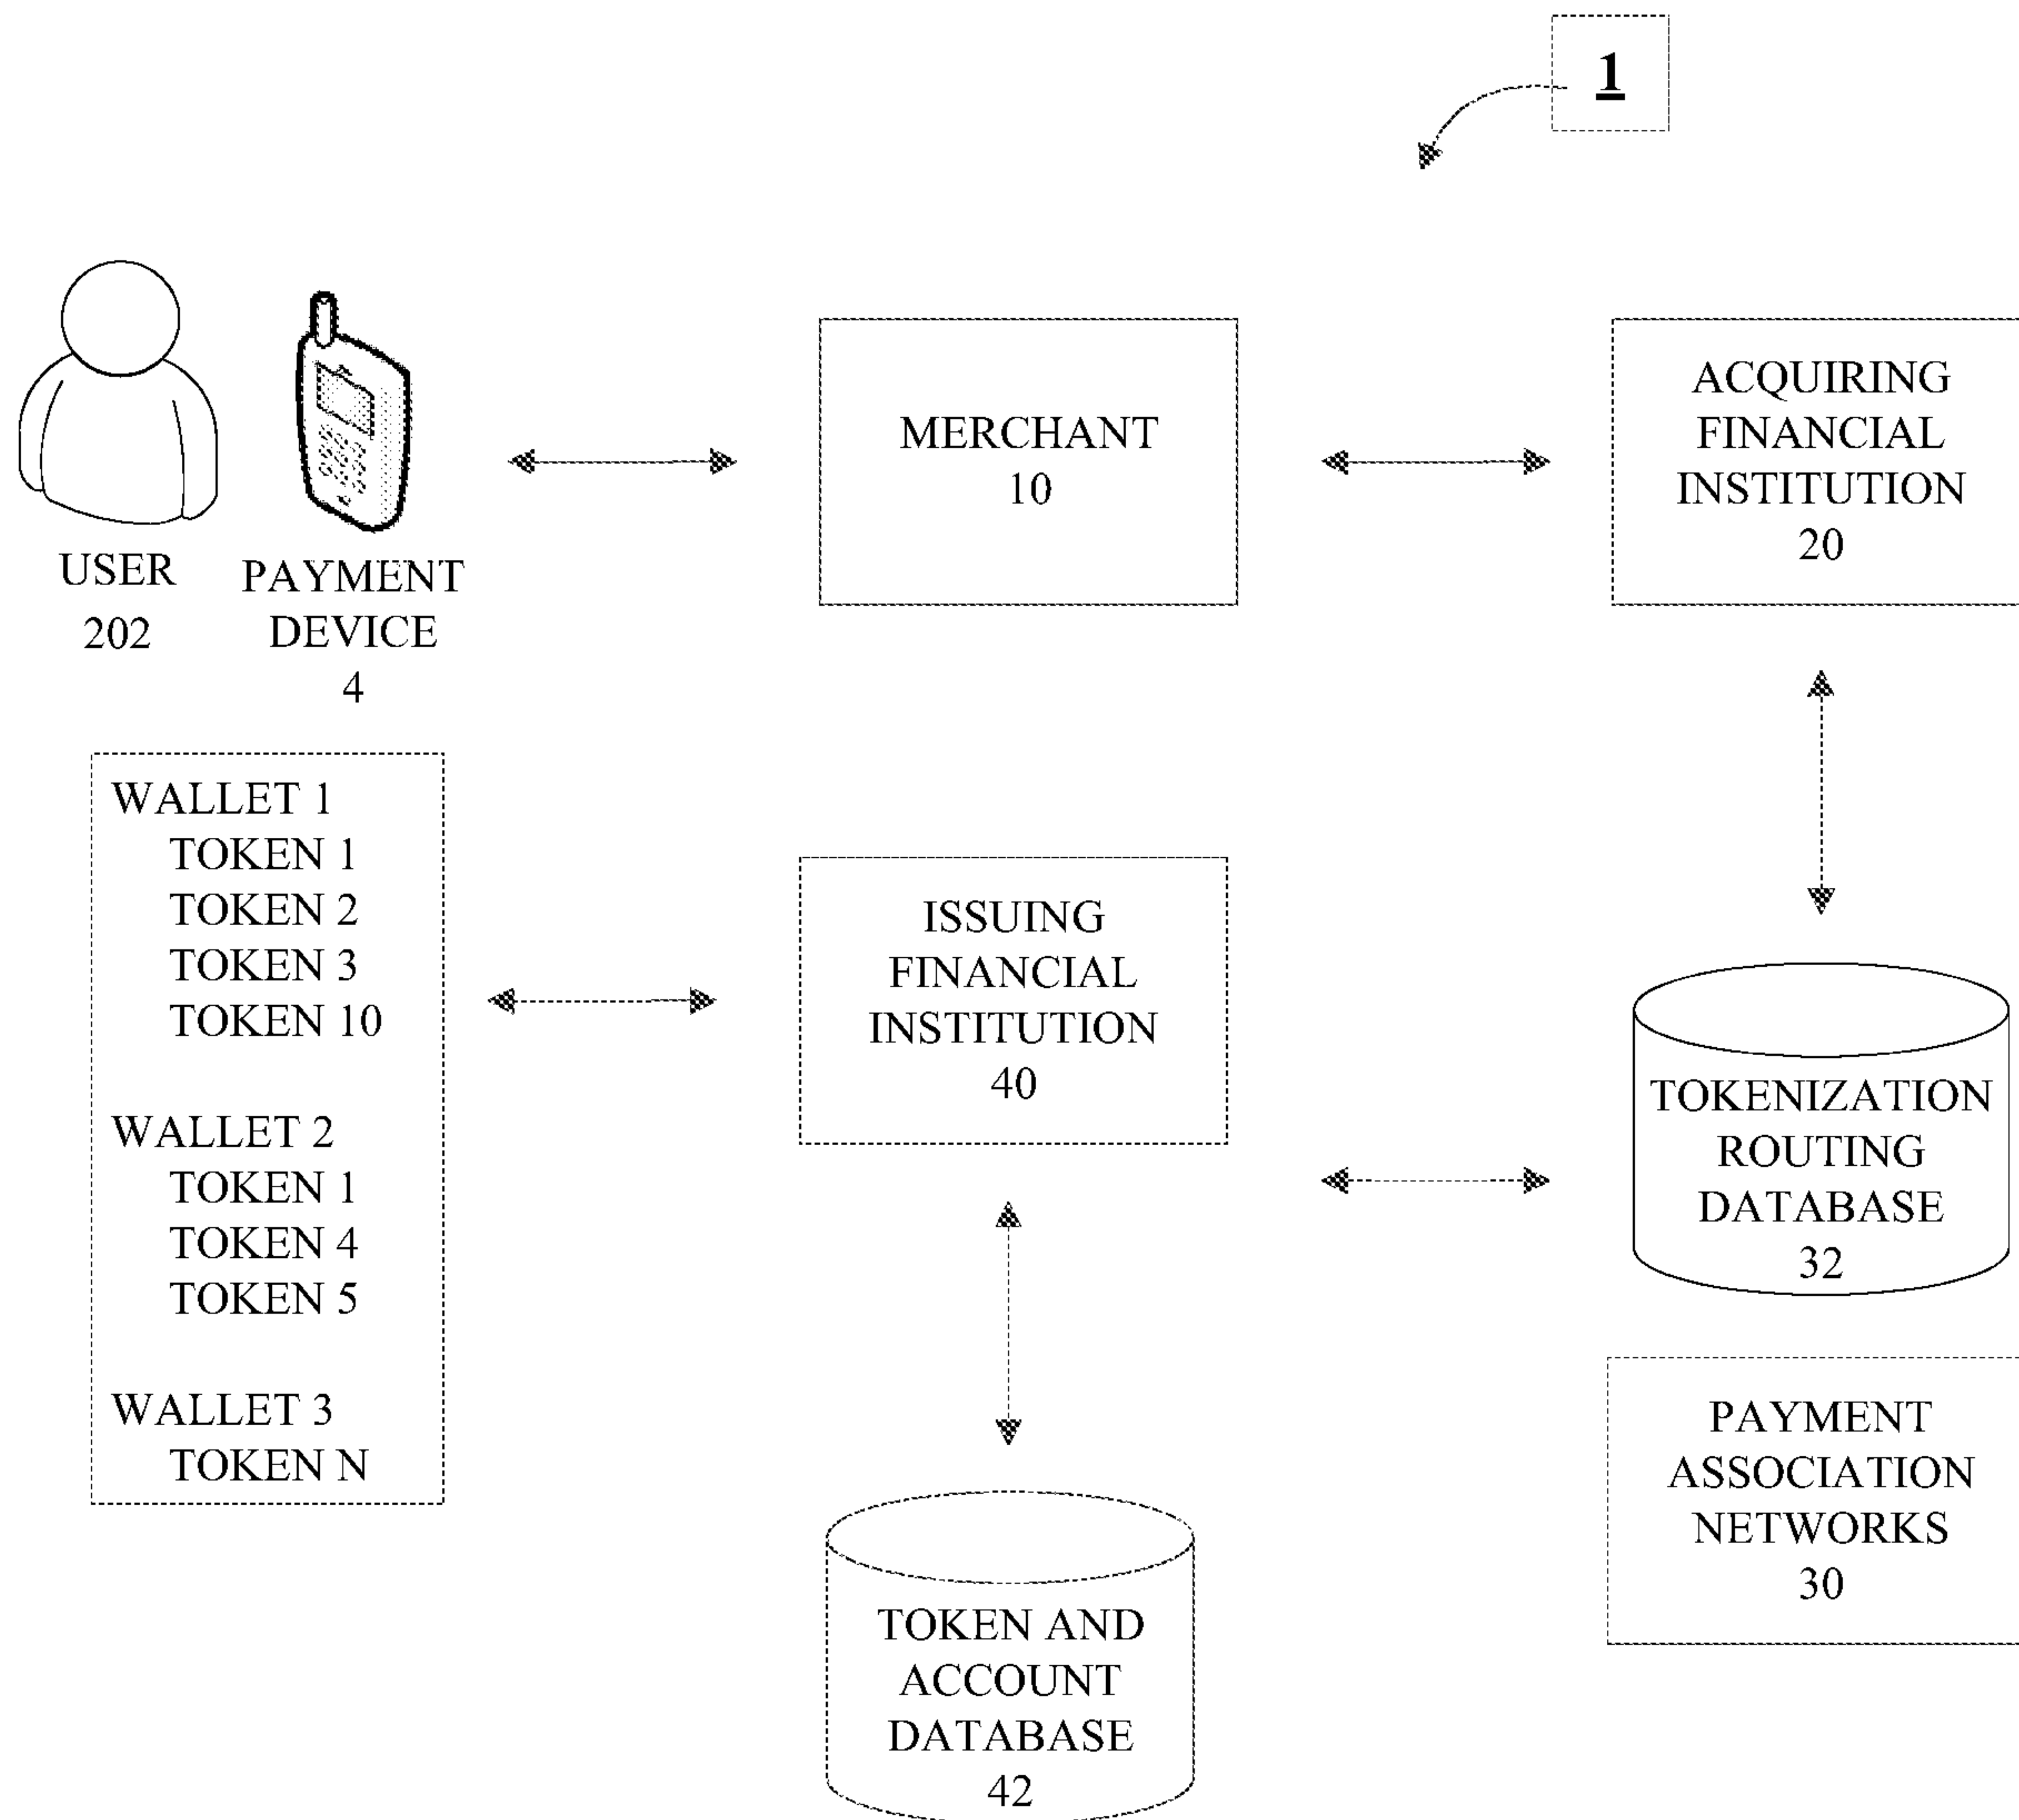 1
USER
202
PAYMENT
DEVICE
4
MERCHANT
10
ACQUIRING
FINANCIAL
INSTITUTION
20
WALLET 1
TOKEN 1
TOKEN 2
TOKEN 3
TOKEN 10
WALLET 2
TOKEN 1
TOKEN 4
TOKEN 5
WALLET 3
TOKEN N
ISSUING
FINANCIAL
INSTITUTION
40
TOKENIZATION
ROUTING
DATABASE
32
PAYMENT
ASSOCIATION
NETWORKS
30
TOKEN AND
ACCOUNT
DATABASE
42